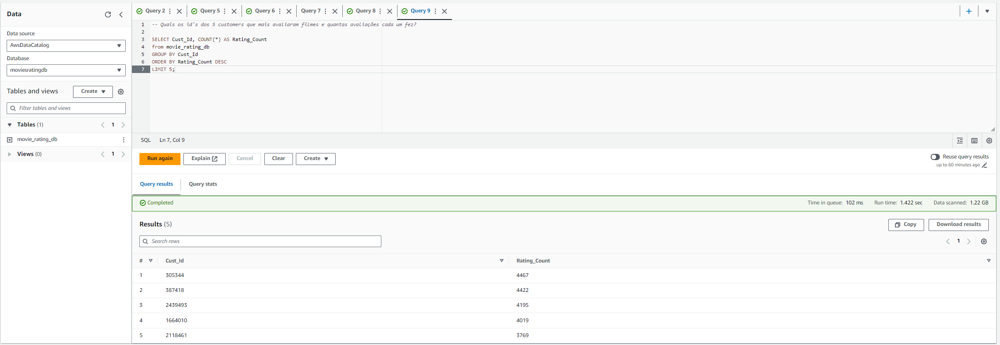 Data
Data source
AwsDataCatalog
Database
moviesratingdb
Tables and views
Create
Filter tables and views
Tables (1)
1
movie_rating_db
Views (0)
1
Query 2
Query 5
Query 6
Query 7
Query 8
Query 9
1 -- Quais os id's dos 5 customers que mais avaliaram filmes e quantas avaliações cada um fez?
2
3 SELECT Cust_Id, COUNT(*) AS Rating_Count
4 from movie_rating_db
5 GROUP BY Cust_Id
6 ORDER BY Rating_Count DESC
7 LIMIT 5;
SQL Ln 7, Col 9
Run again
Explain
Cancel
Clear
Create
Reuse query results
up to 60 minutes ago
Query results
Query stats
Completed
Time in queue: 102 ms Run time: 1.422 sec Data scanned: 1.22 GB
Results (5)
Copy
Download results
Search rows
1
# Cust_Id Rating_Count
1 305344 4467
2 387418 4422
3 2439493 4195
4 1664010 4019
5 2118461 3769